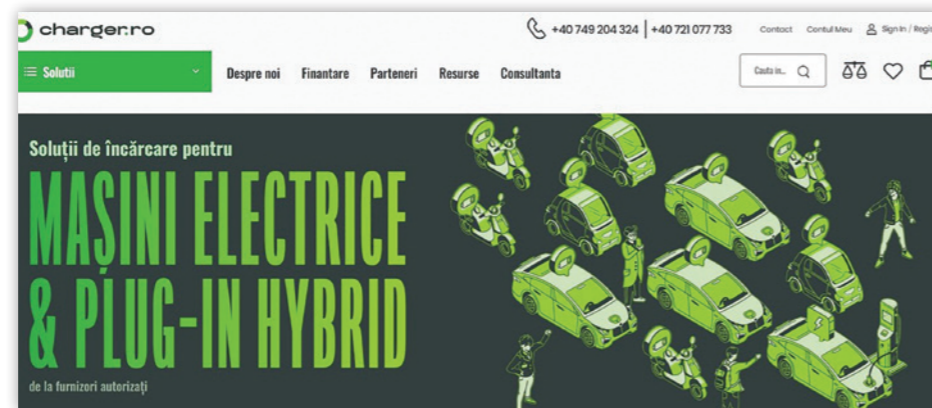 charger.ro
+40 749 204 324 | +40 721 077 733
Contact Contul Meu Sign In / Regi
Solutii
Despre noi Finantare Parteneri Resurse Consultanta
Cauta in...
Soluții de încărcare pentru
MAȘINI ELECTRICE
& PLUG-IN HYBRID
de la furnizori autorizați